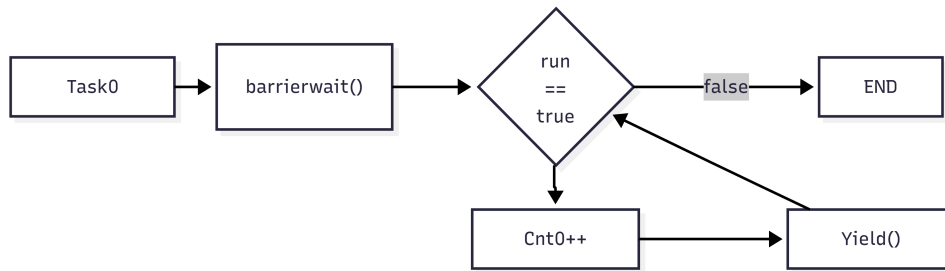 Task0
barrierwait()
run
==
true
false
END
Cnt0++
Yield()